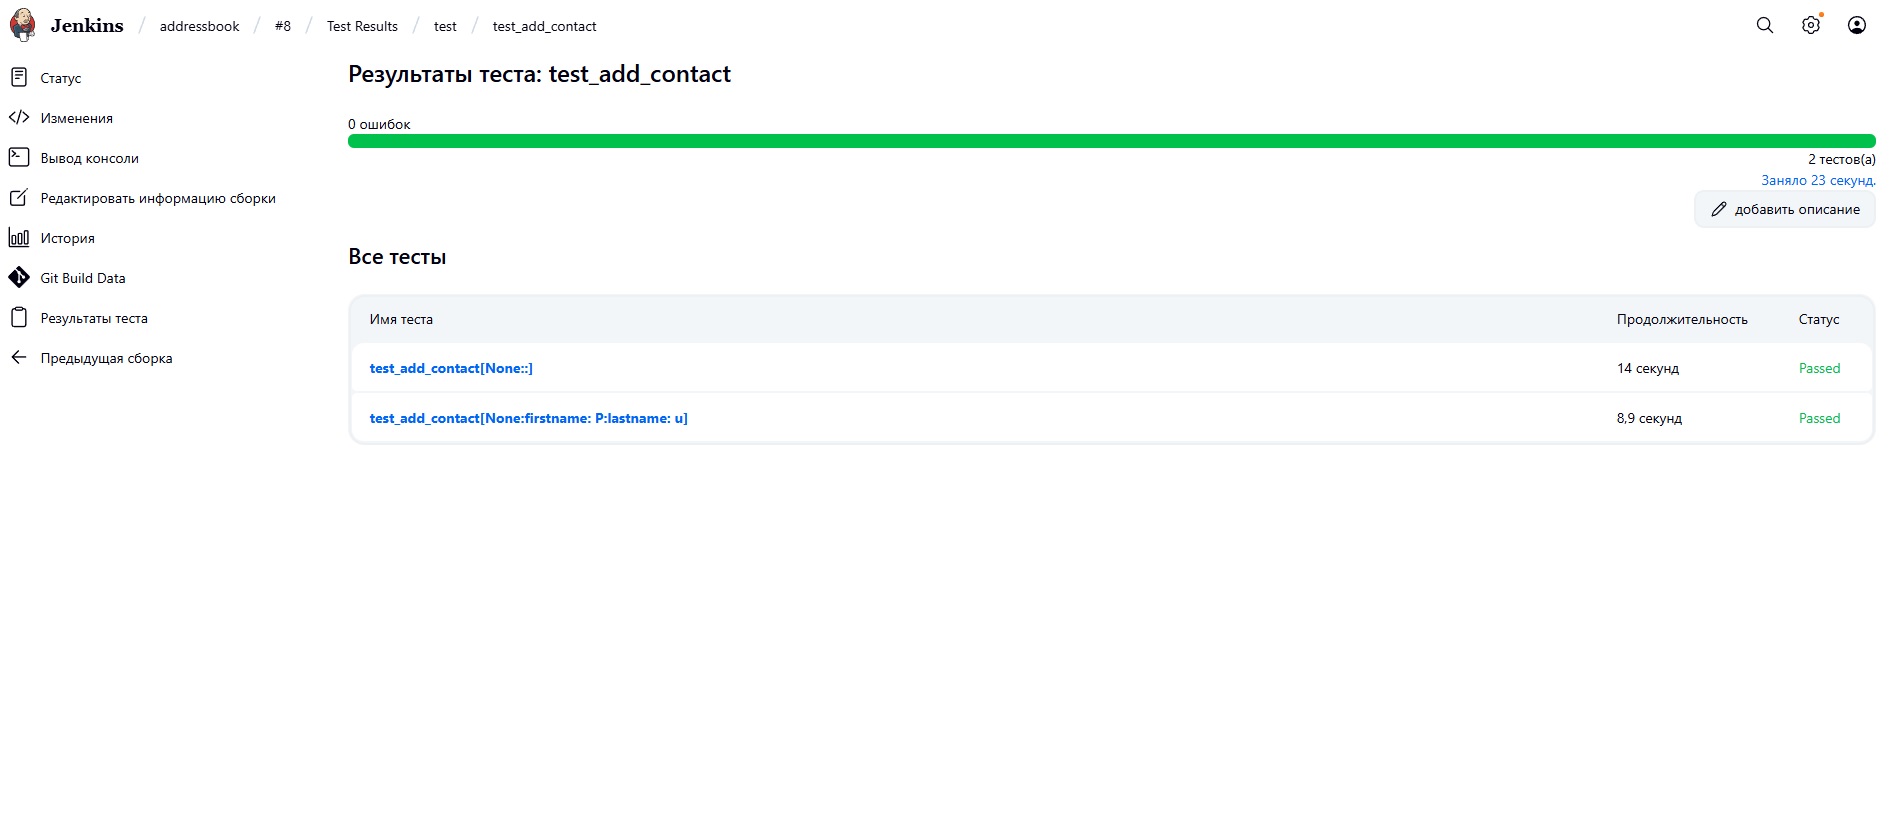 Jenkins / addressbook / #8 / Test Results / test / test_add_contact
Статус
Изменения
Вывод консоли
Редактировать информацию сборки
История
Git Build Data
Результаты теста
Предыдущая сборка
Результаты теста: test_add_contact
0 ошибок
2 тестов(а)
Заняло 23 секунд.
добавить описание
Все тесты
Имя теста Продолжительность Статус
test_add_contact[None::] 14 секунд Passed
test_add_contact[None:firstname: P:lastname: u] 8,9 секунд Passed